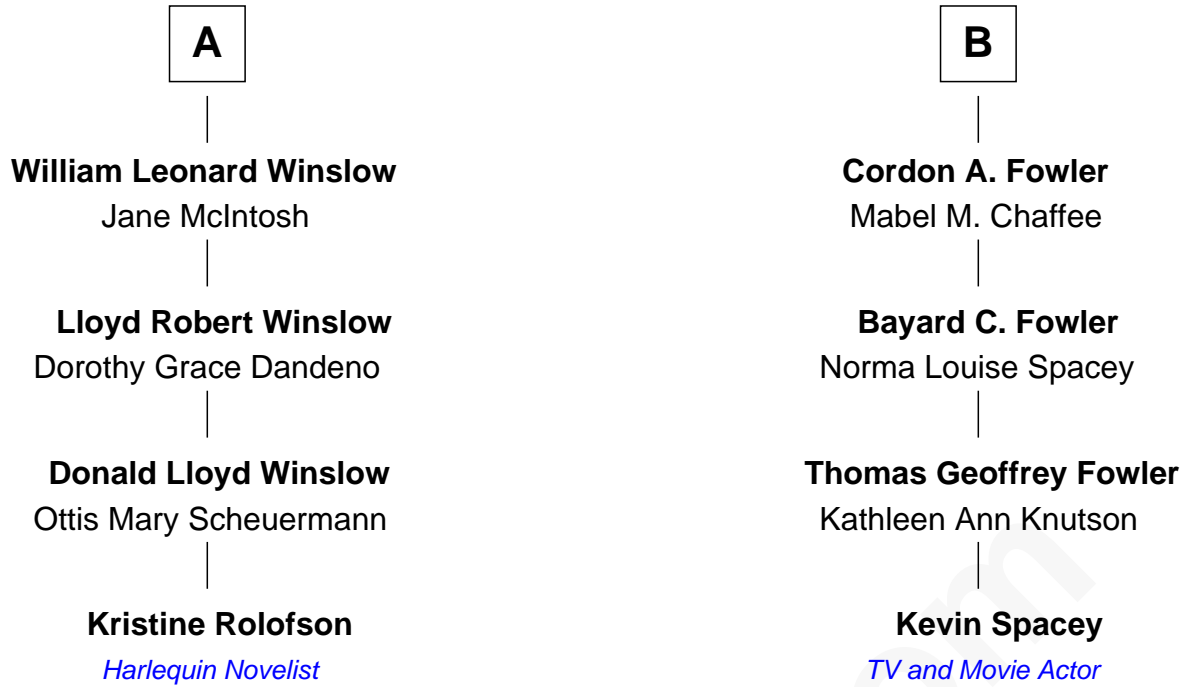 A
William Leonard Winslow
Jane McIntosh
Lloyd Robert Winslow
Dorothy Grace Dandeno
Donald Lloyd Winslow
Ottis Mary Scheuermann
Kristine Rolofson
Harlequin Novelist
B
Cordon A. Fowler
Mabel M. Chaffee
Bayard C. Fowler
Norma Louise Spacey
Thomas Geoffrey Fowler
Kathleen Ann Knutson
Kevin Spacey
TV and Movie Actor